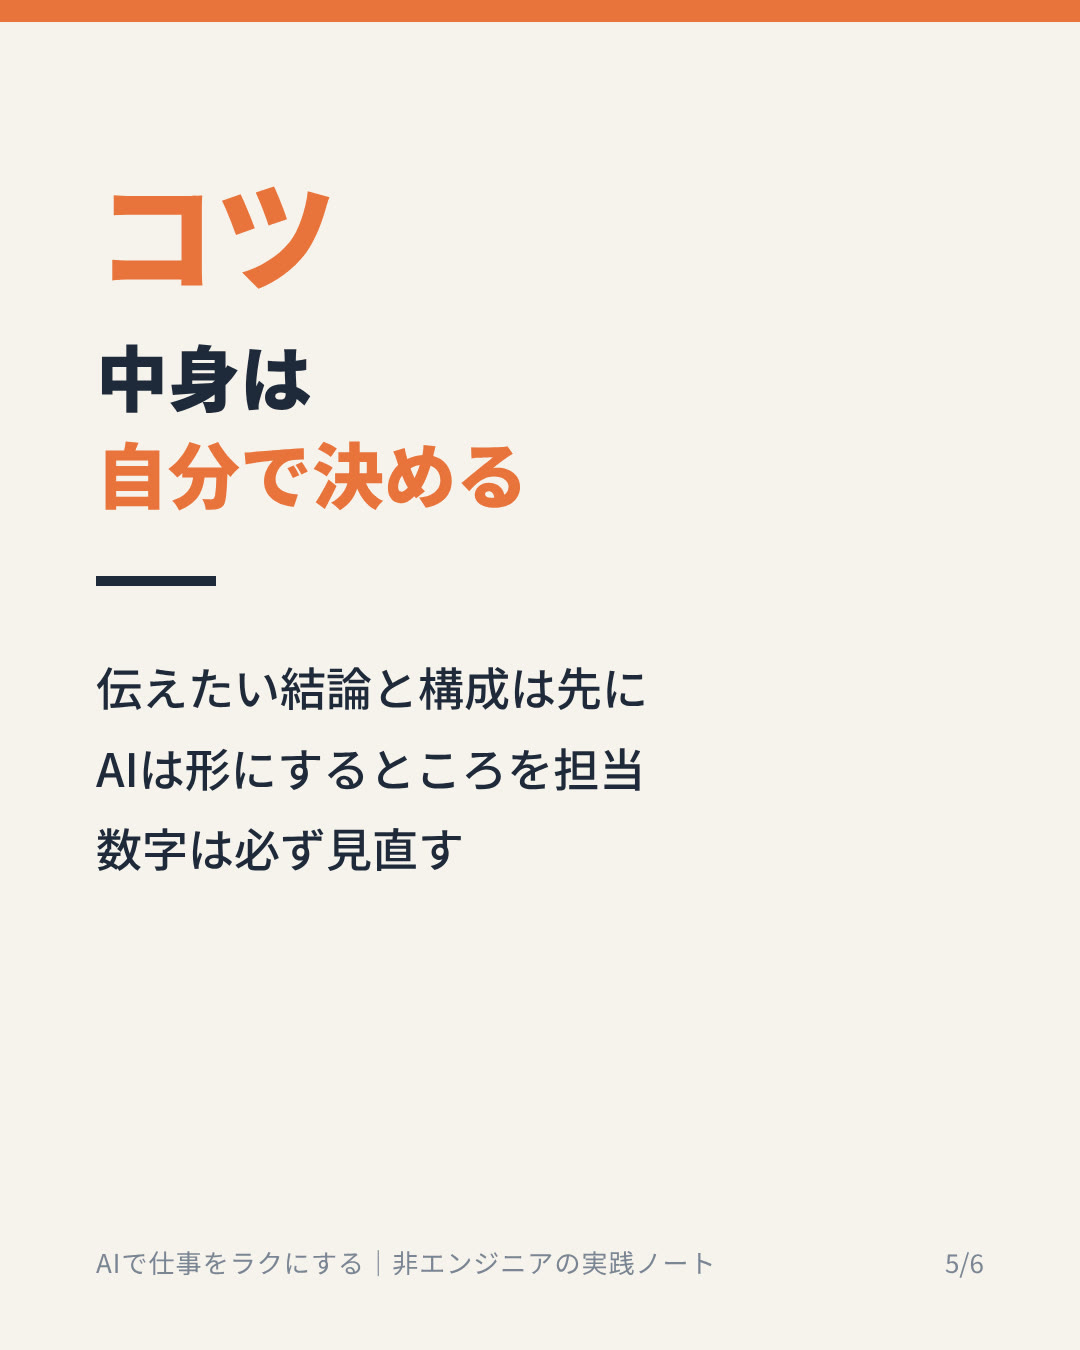 コツ
中身は
自分で決める
伝えたい結論と構成は先に
AIは形にするところを担当
数字は必ず見直す
AIで仕事をラクにする｜非エンジニアの実践ノート
5/6